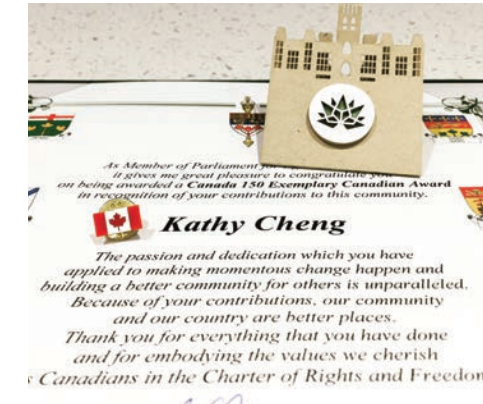 As Member of Parliament for
it gives me great pleasure to congratulate you
on being awarded a Canada 150 Exemplary Canadian Award
in recognition of your contributions to this community.
Kathy Cheng
The passion and dedication which you have
applied to making momentous change happen and
building a better community for others is unparalleled.
Because of your contributions, our community
and our country are better places.
Thank you for everything that you have done
and for embodying the values we cherish
s Canadians in the Charter of Rights and Freedom